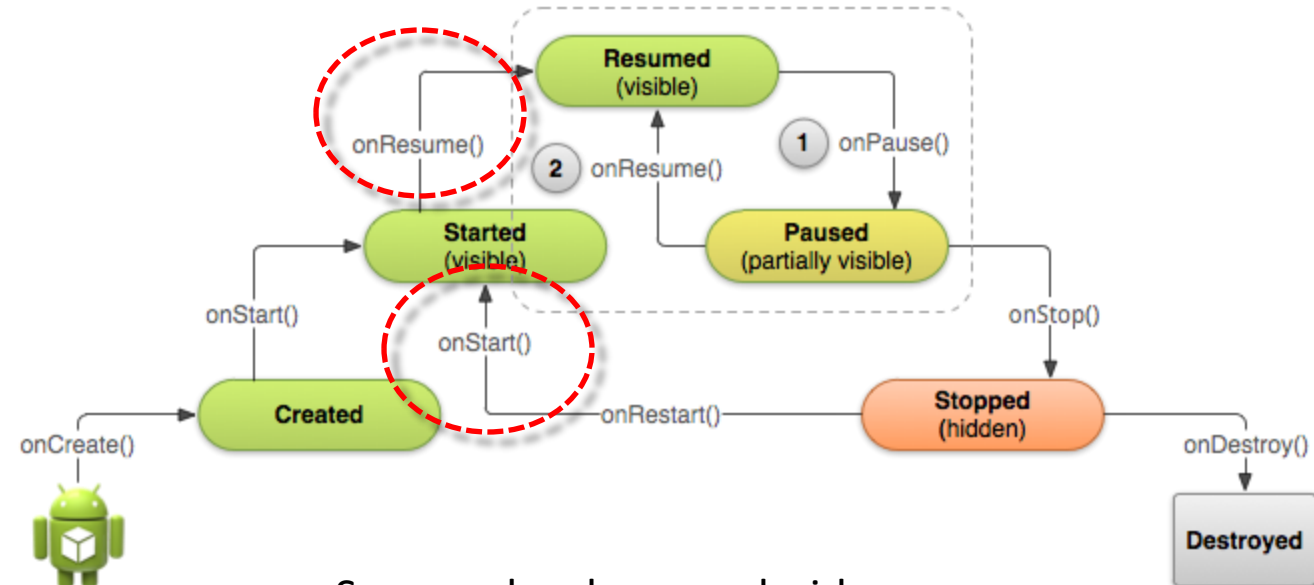 Resumed
(visible)
onResume()
1
onPause()
2
onResume()
Started
(visible)
Paused
(partially visible)
onStart()
onStart()
onStop()
Created
onRestart()
Stopped
(hidden)
onCreate()
onDestroy()
Destroyed